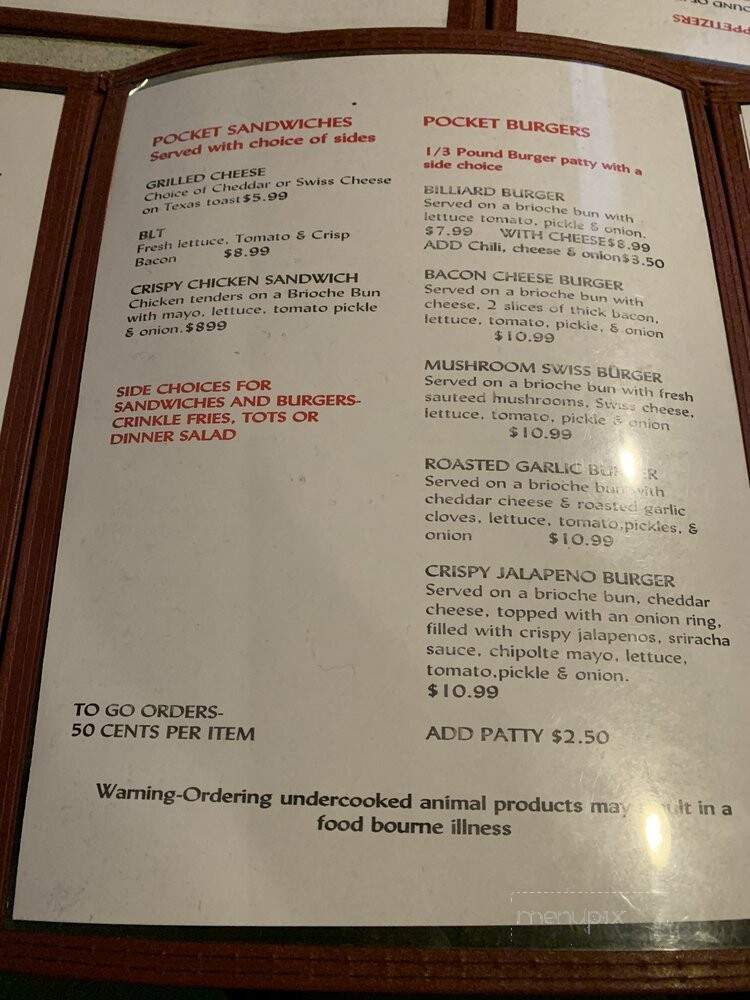 POCKET SANDWICHES
Served with choice of sides
GRILLED CHEESE
Choice of Cheddar or Swiss Cheese
on Texas toast $5.99
BLT
Fresh lettuce, Tomato & Crisp
Bacon $8.99
CRISPY CHICKEN SANDWICH
Chicken tenders on a Brioche Bun
with mayo, lettuce, tomato pickle
& onion. $899
SIDE CHOICES FOR
SANDWICHES AND BURGERS-
CRINKLE FRIES, TOTS OR
DINNER SALAD
TO GO ORDERS-
50 CENTS PER ITEM
POCKET BURGERS
1/3 Pound Burger patty with a
side choice
BILLIARD BURGER
Served on a brioche bun with
lettuce tomato, pickle & onion.
$7.99 WITH CHEESE$8.99
ADD Chili, cheese & onion$3.50
BACON CHEESE BURGER
Served on a brioche bun with
cheese, 2 slices of thick bacon,
lettuce, tomato, pickle, & onion
$10.99
MUSHROOM SWISS BURGER
Served on a brioche bun with fresh
sauteed mushrooms, Swiss cheese,
lettuce, tomato, pickle & onion
$10.99
ROASTED GARLIC BURGER
Served on a brioche bun with
cheddar cheese & roasted garlic
cloves, lettuce, tomato,pickles, &
onion $10.99
CRISPY JALAPENO BURGER
Served on a brioche bun, cheddar
cheese, topped with an onion ring,
filled with crispy jalapenos, sriracha
sauce, chipolte mayo, lettuce,
tomato,pickle & onion.
$10.99
ADD PATTY $2.50
Warning-Ordering undercooked animal products may result in a
food bourne illness
menupix